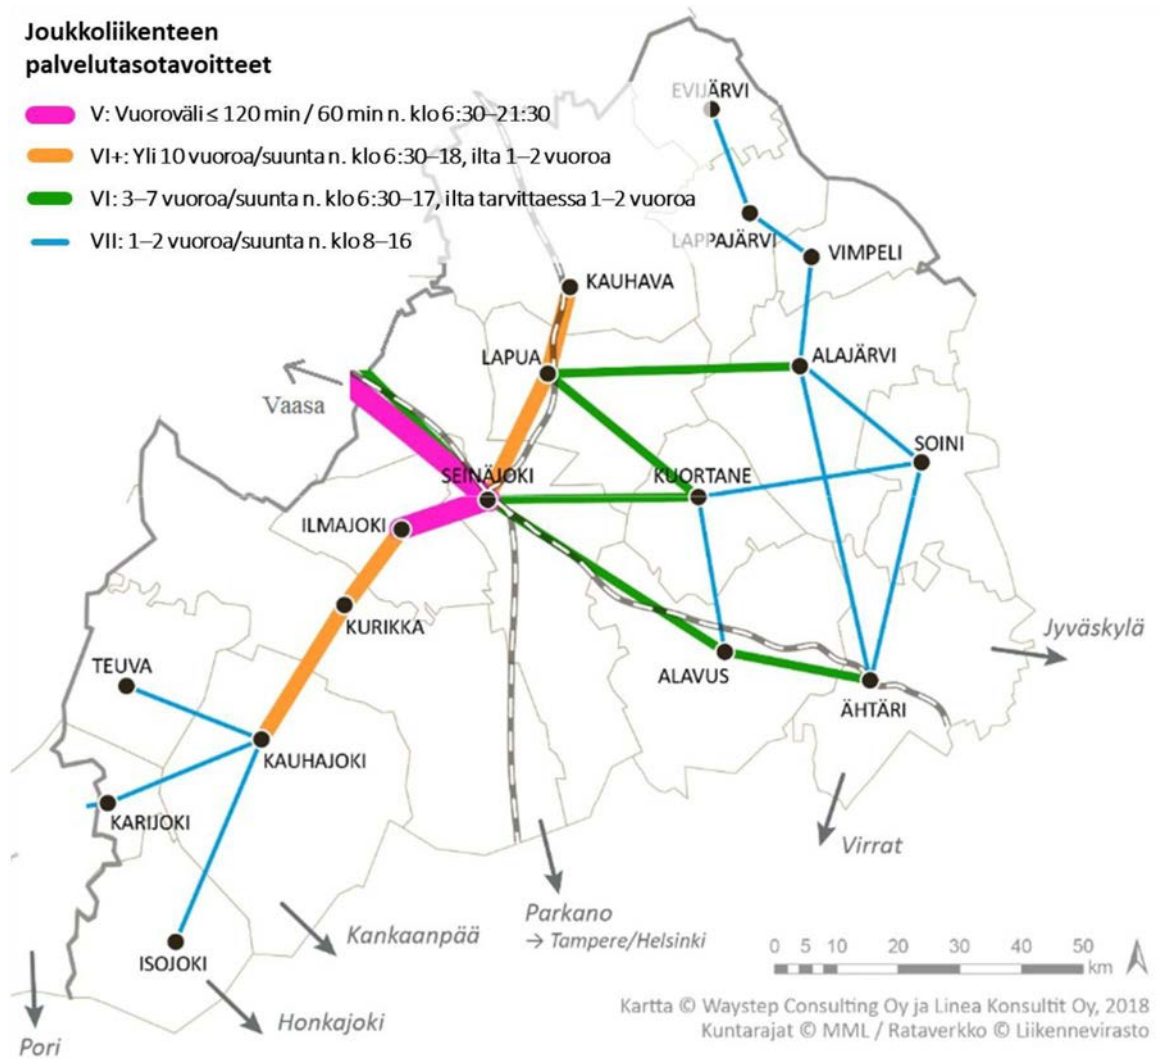 Joukkoliikenteen
palvelutasotavoitteet
V: Vuoroväli ≤ 120 min / 60 min n. klo 6:30–21:30
VI+: Yli 10 vuoroa/suunta n. klo 6:30–18, ilta 1–2 vuoroa
VI: 3–7 vuoroa/suunta n. klo 6:30–17, ilta tarvittaessa 1–2 vuoroa
VII: 1–2 vuoroa/suunta n. klo 8–16
EVIJÄRVI
LAPPAJÄRVI
VIMPELI
KAUHAVA
LAPUA
ALAJÄRVI
Vaasa
SOINI
SEINÄJOKI
KUORTANE
ILMAJOKI
KURIKKA
Jyväskylä
TEUVA
ALAVUS
ÄHTÄRI
KAUHAJOKI
KARIJOKI
Virrat
Parkano
→ Tampere/Helsinki
Kankaanpää
ISOJOKI
Honkajoki
Pori
0 5 10 20 30 40 50
km
Kartta © Waystep Consulting Oy ja Linea Konsultit Oy, 2018
Kuntarajat © MML / Rataverkko © Liikennevirasto